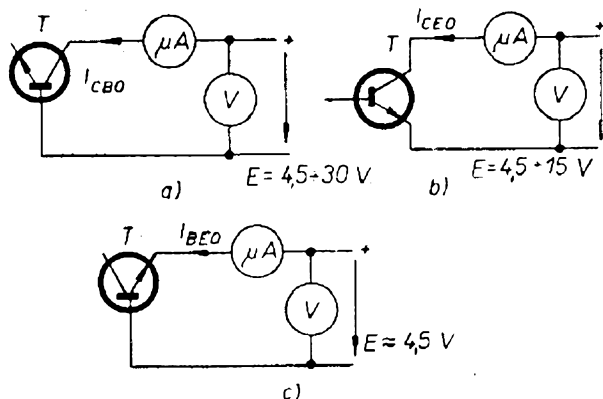 T
I_CBO
μA
V
+
E = 4,5÷30 V
a)
I_CEO
T
μA
V
+
E = 4,5÷15 V
b)
T
I_BEO
μA
V
+
E ≈ 4,5 V
c)